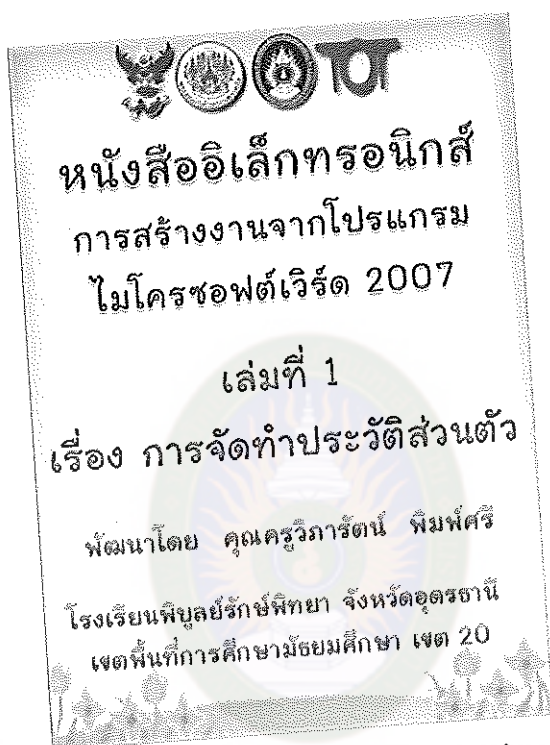 TOT
หนังสืออิเล็กทรอนิกส์
การสร้างงานจากโปรแกรม
ไมโครซอฟต์เวิร์ด 2007
เล่มที่ 1
เรื่อง การจัดทำประวัติส่วนตัว
พัฒนาโดย คุณครูวิภารัตน์ พิมพ์ศรี
โรงเรียนพิบูลย์รักษ์พิทยา จังหวัดอุดรธานี
เขตพื้นที่การศึกษามัธยมศึกษา เขต 20